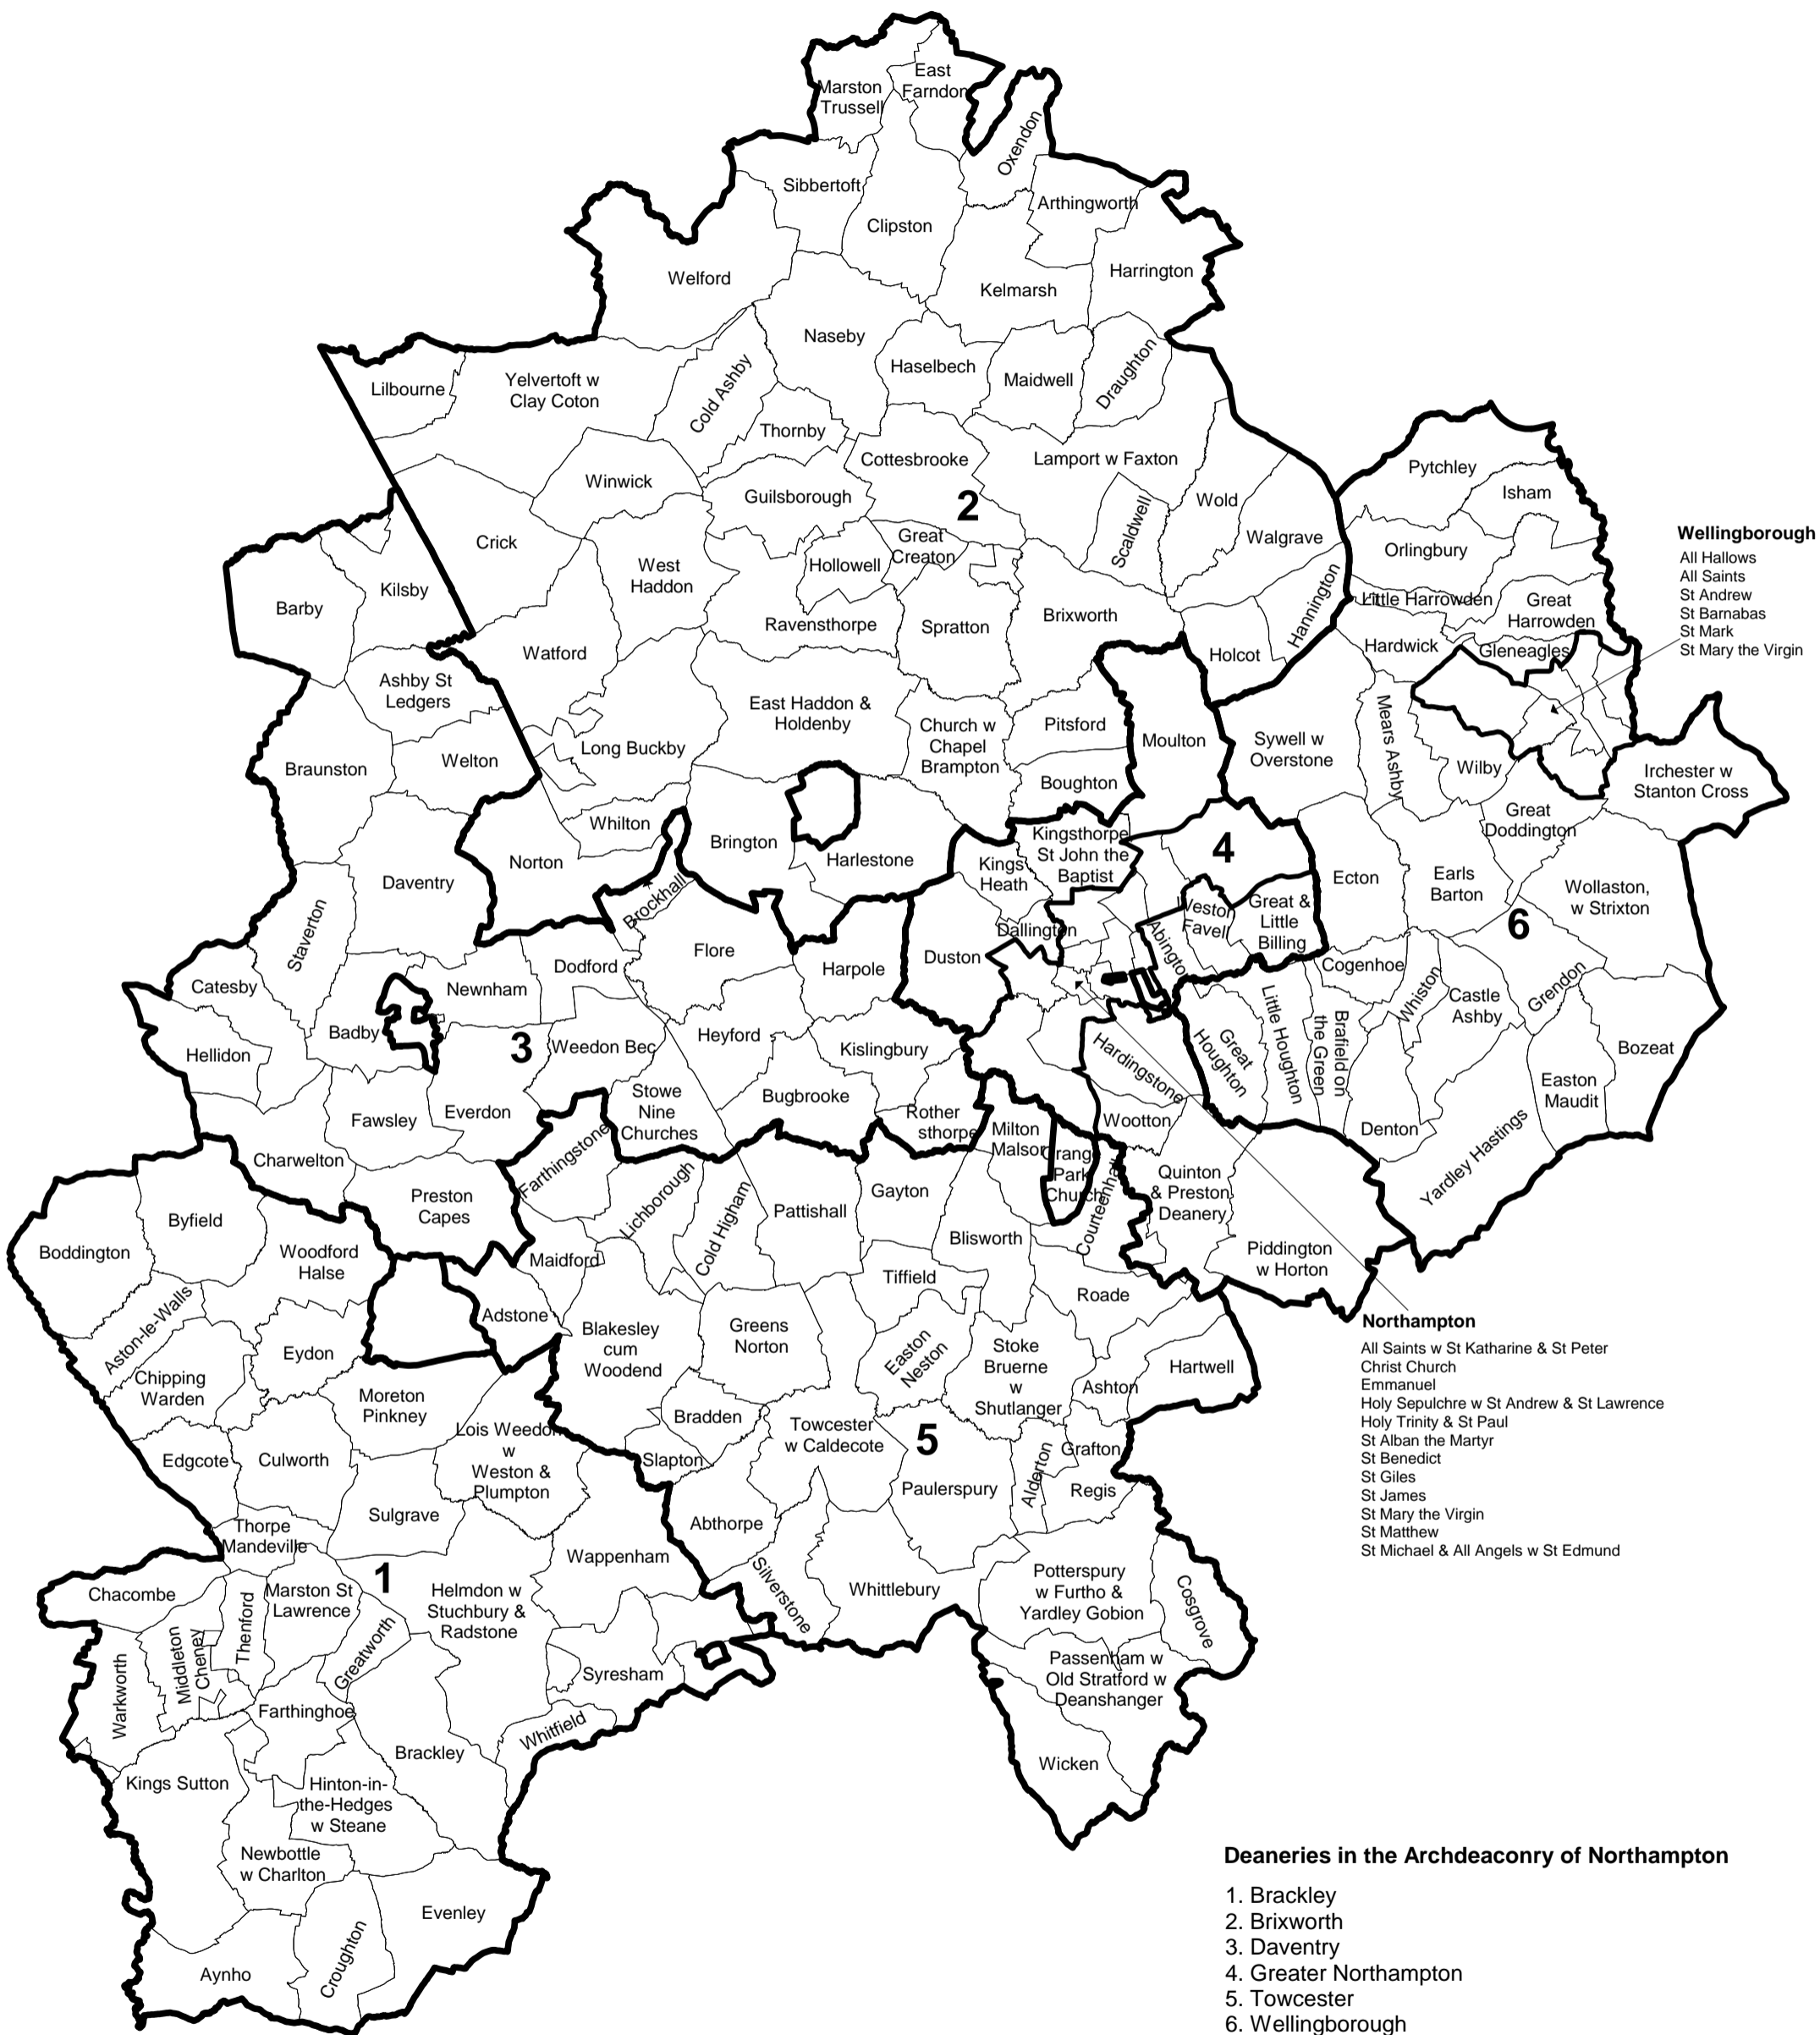 East
Farndon
Marston
Trussell
Oxendon
Sibbertoft
Arthingworth
Clipston
Welford
Harrington
Kelmarsh
Naseby
Haselbech
Maidwell
Draughton
Lilbourne
Yelvertoft w
Clay Coton
Cold Ashby
Thornby
Cottesbrooke
Lamport w Faxton
Pytchley
Isham
Winwick
Guilsborough
2
Scaldwell
Wold
Walgrave
Orlingbury
Crick
West
Haddon
Hollowell
Great
Creaton
Wellingborough
All Hallows
All Saints
St Andrew
St Barnabas
St Mark
St Mary the Virgin
Barby
Kilsby
Ravensthorpe
Spratton
Brixworth
Hannington
Little Harrowden
Great
Harrowden
Hardwick
Gleneagles
Watford
Holcot
Ashby St
Ledgers
East Haddon &
Holdenby
Church w
Chapel
Brampton
Pitsford
Moulton
Sywell w
Overstone
Mears Ashby
Wilby
Irchester w
Stanton Cross
Braunston
Welton
Long Buckby
Boughton
Great
Doddington
Whilton
Norton
Brington
Harlestone
Kingsthorpe
St John the
Baptist
Kings
Heath
4
Daventry
Brockhall
Ecton
Earls
Barton
Wollaston,
w Strixton
Staverton
Weston
Favell
Great &
Little
Billing
6
Dallington
Abington
Flore
Harpole
Duston
Dodford
Cogenhoe
Whiston
Castle
Ashby
Grendon
Catesby
Newnham
Badby
3
Weedon Bec
Heyford
Kislingbury
Hardingstone
Great
Houghton
Little Houghton
Brafield on
the Green
Bozeat
Hellidon
Easton
Maudit
Fawsley
Everdon
Stowe
Nine
Churches
Bugbrooke
Rother
sthorpe
Milton
Malsor
Wootton
Denton
Yardley Hastings
Charwelton
Farthingstone
Lichborough
Cold Higham
Grange
Park
Church
Courteenhall
Quinton
& Preston
Deanery
Preston
Capes
Pattishall
Gayton
Blisworth
Piddington
w Horton
Boddington
Byfield
Woodford
Halse
Maidford
Tiffield
Roade
Adstone
Aston-le-Walls
Eydon
Blakesley
cum
Woodend
Greens
Norton
Easton
Neston
Stoke
Bruerne
w
Shutlanger
Ashton
Hartwell
Northampton
All Saints w St Katharine & St Peter
Christ Church
Emmanuel
Holy Sepulchre w St Andrew & St Lawrence
Holy Trinity & St Paul
St Alban the Martyr
St Benedict
St Giles
St James
St Mary the Virgin
St Matthew
St Michael & All Angels w St Edmund
Chipping
Warden
Moreton
Pinkney
Bradden
Towcester
w Caldecote
5
Lois Weedon
w
Weston &
Plumpton
Edgcote
Culworth
Slapton
Alderton
Grafton
Regis
Paulerspury
Sulgrave
Abthorpe
Thorpe
Mandeville
Wappenham
Silverstone
Whittlebury
Potterspury
w Furtho &
Yardley Gobion
Cosgrove
Chacombe
Thenford
Marston St
Lawrence
1
Helmdon w
Stuchbury &
Radstone
Greatworth
Middleton
Cheney
Warkworth
Syresham
Passenham w
Old Stratford w
Deanshanger
Farthinghoe
Whitfield
Brackley
Wicken
Kings Sutton
Hinton-in-
the-Hedges
w Steane
Newbottle
w Charlton
Evenley
Croughton
Aynho
Deaneries in the Archdeaconry of Northampton
1. Brackley
2. Brixworth
3. Daventry
4. Greater Northampton
5. Towcester
6. Wellingborough